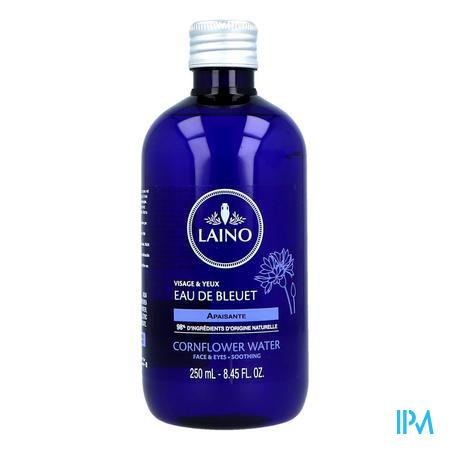 LAINO
VISAGE & YEUX
EAU DE BLEUET
APAISANTE
98% D'INGRÉDIENTS D'ORIGINE NATURELLE
CORNFLOWER WATER
FACE & EYES - SOOTHING
250 mL - 8.45 FL. OZ.
IPM